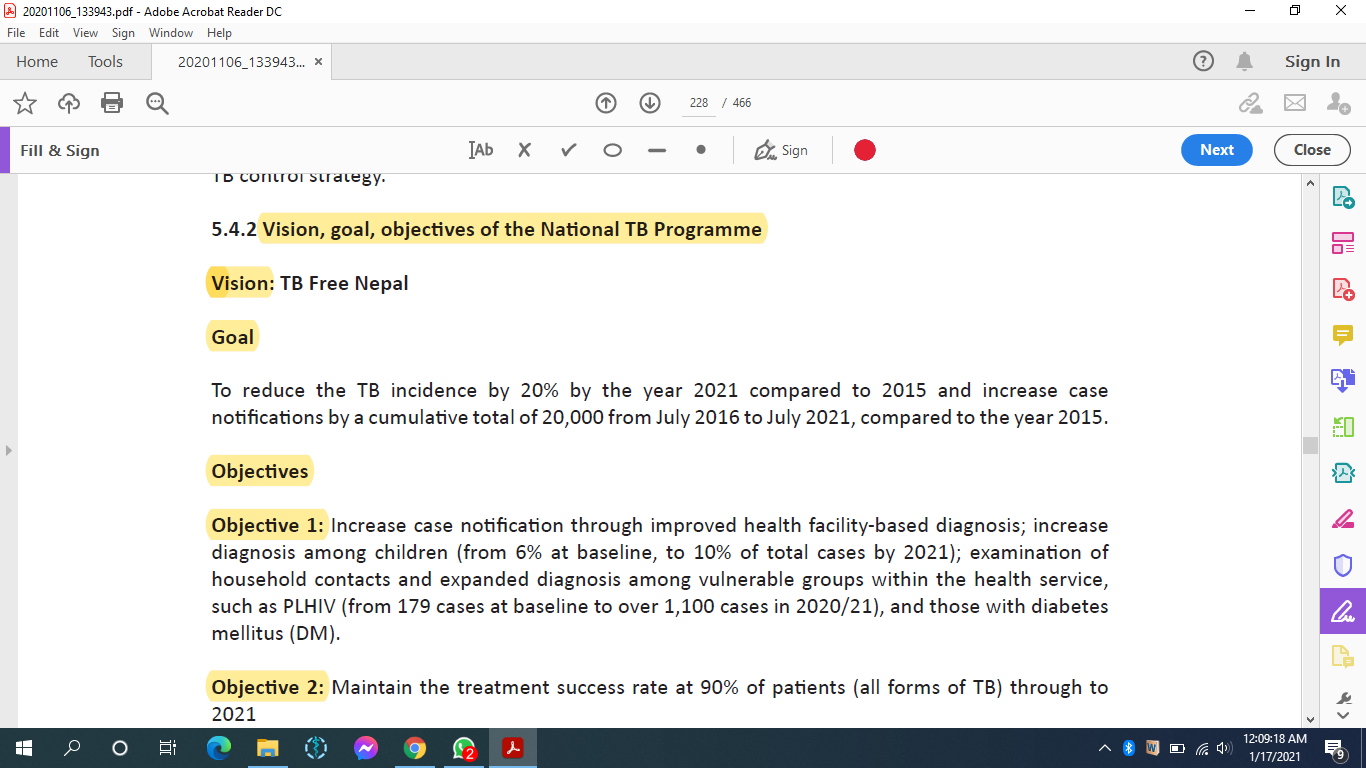 20201106_133943.pdf - Adobe Acrobat Reader DC
File Edit View Sign Window Help
Home Tools 20201106_133943... × Sign In
228 / 466
Fill & Sign Ab Sign Next Close
TB control strategy.
5.4.2 Vision, goal, objectives of the National TB Programme
Vision: TB Free Nepal
Goal
To reduce the TB incidence by 20% by the year 2021 compared to 2015 and increase case
notifications by a cumulative total of 20,000 from July 2016 to July 2021, compared to the year 2015.
Objectives
Objective 1: Increase case notification through improved health facility-based diagnosis; increase
diagnosis among children (from 6% at baseline, to 10% of total cases by 2021); examination of
household contacts and expanded diagnosis among vulnerable groups within the health service,
such as PLHIV (from 179 cases at baseline to over 1,100 cases in 2020/21), and those with diabetes
mellitus (DM).
Objective 2: Maintain the treatment success rate at 90% of patients (all forms of TB) through to
2021
2
12:09:18 AM
1/17/2021
9